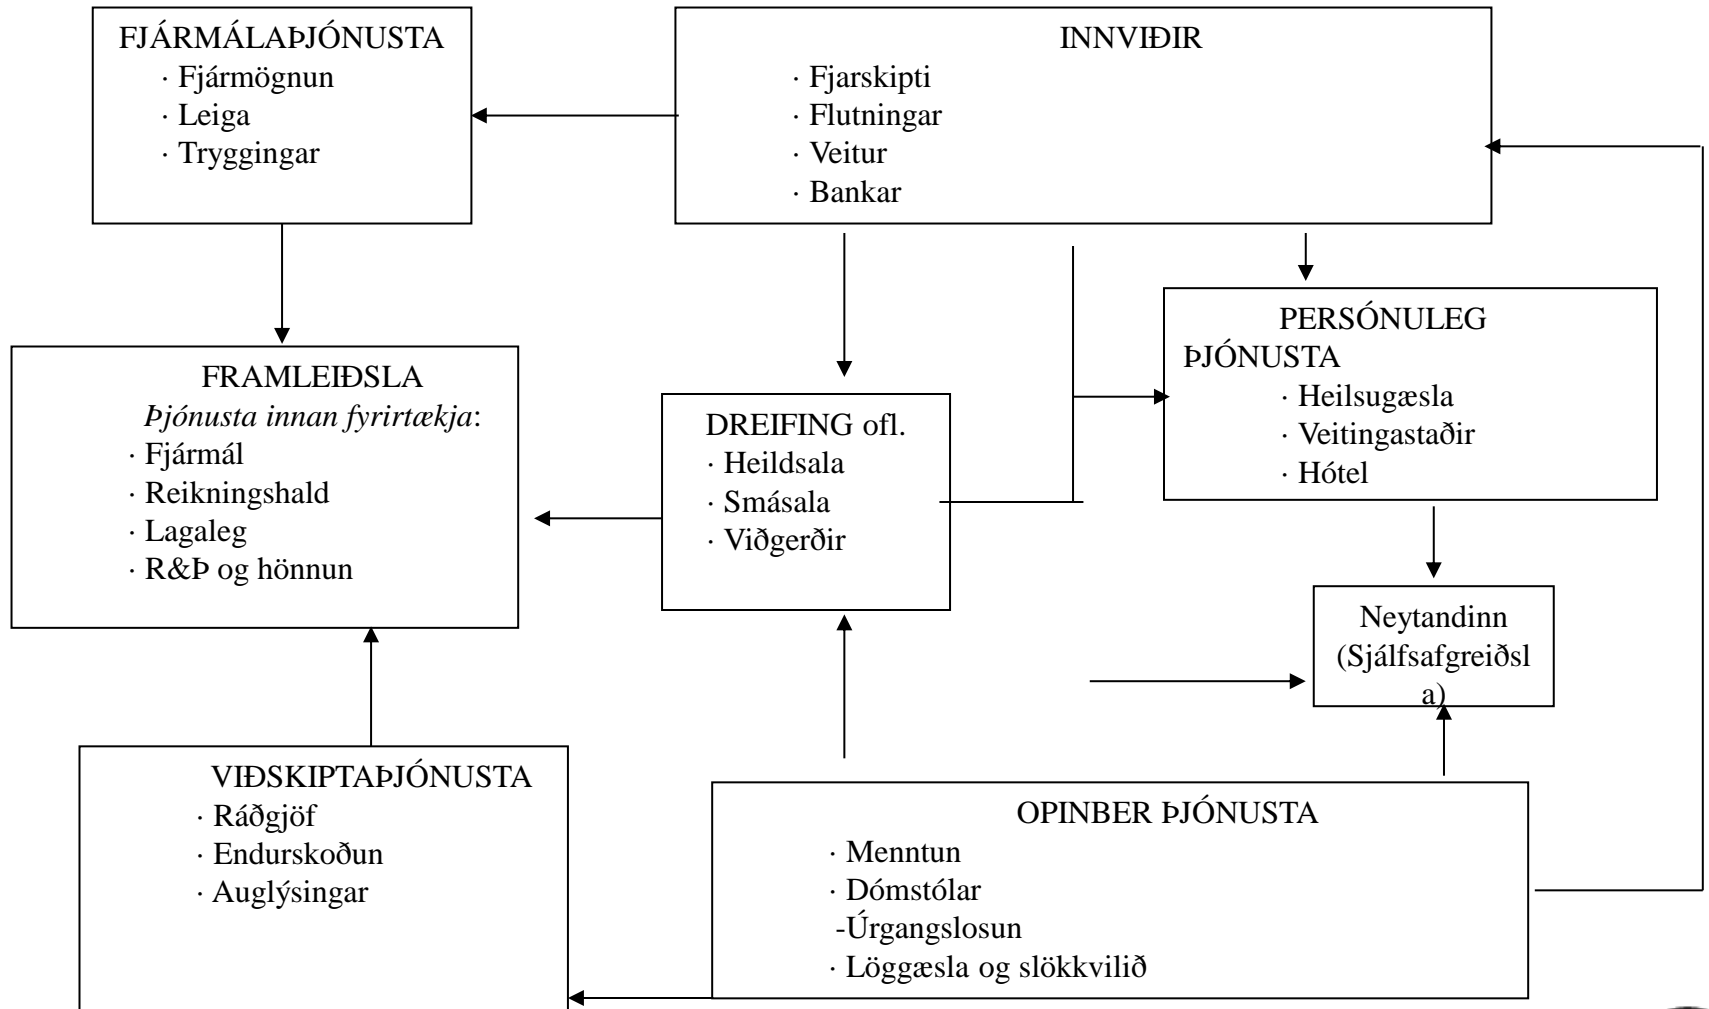 FJÁRMÁLAÞJÓNUSTA
· Fjármögnun
· Leiga
· Tryggingar
INNVIÐIR
· Fjarskipti
· Flutningar
· Veitur
· Bankar
PERSÓNULEG
ÞJÓNUSTA
· Heilsugæsla
· Veitingastaðir
· Hótel
FRAMLEIÐSLA
Þjónusta innan fyrirtækja:
· Fjármál
· Reikningshald
· Lagaleg
· R&Þ og hönnun
DREIFING ofl.
· Heildsala
· Smásala
· Viðgerðir
Neytandinn
(Sjálfsafgreiðsl
a)
VIÐSKIPTAÞJÓNUSTA
· Ráðgjöf
· Endurskoðun
· Auglýsingar
OPINBER ÞJÓNUSTA
· Menntun
· Dómstólar
-Úrgangslosun
· Löggæsla og slökkvilið